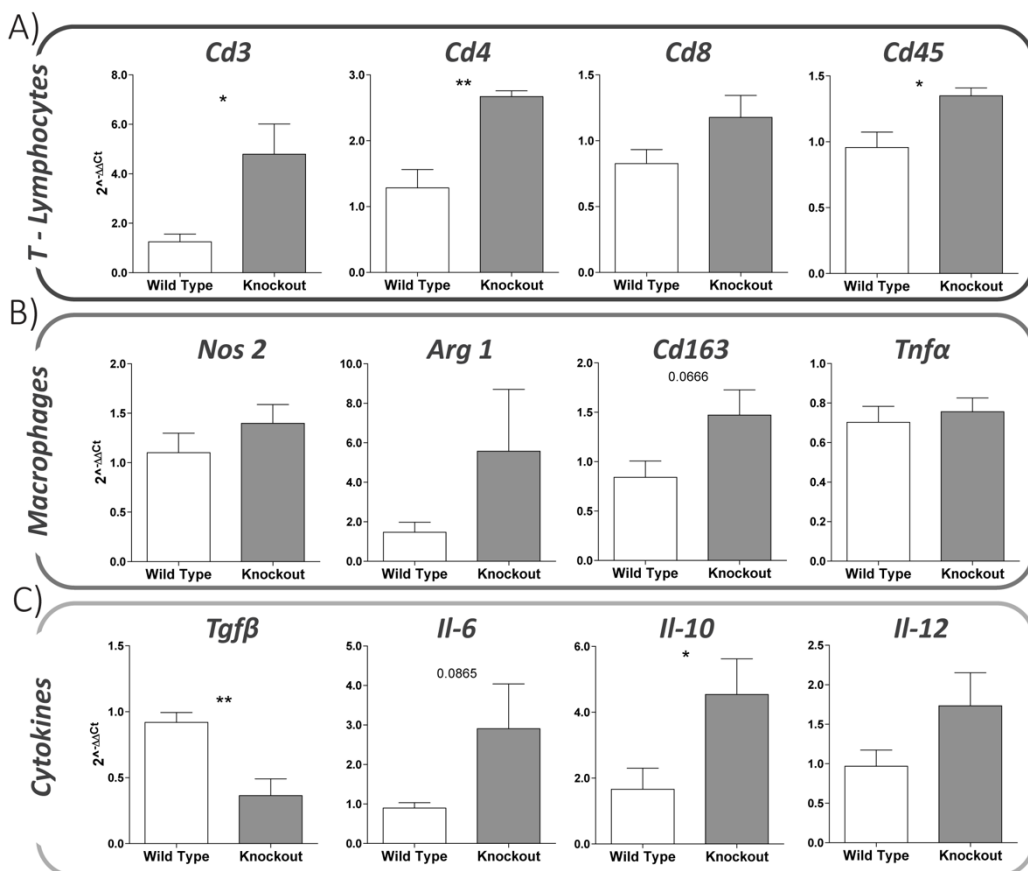 A)
T - Lymphocytes
Cd3
Cd4
Cd8
Cd45
2^-ΔΔCt
8.0
6.0
4.0
2.0
0.0
*
Wild Type Knockout
3.0
2.0
1.0
0.0
**
Wild Type Knockout
1.5
1.0
0.5
0.0
Wild Type Knockout
1.5
1.0
0.5
0.0
*
Wild Type Knockout
B)
Macrophages
Nos 2
Arg 1
Cd163
Tnfα
2^-ΔΔCt
2.0
1.5
1.0
0.5
0.0
Wild Type Knockout
10.0
8.0
6.0
4.0
2.0
0.0
Wild Type Knockout
2.0
1.5
1.0
0.5
0.0
0.0666
Wild Type Knockout
1.0
0.8
0.6
0.4
0.2
0.0
Wild Type Knockout
C)
Cytokines
Tgfβ
Il-6
Il-10
Il-12
2^-ΔΔCt
1.5
1.0
0.5
0.0
**
Wild Type Knockout
5.0
4.0
3.0
2.0
1.0
0.0
0.0865
Wild Type Knockout
6.0
4.0
2.0
0.0
*
Wild Type Knockout
2.5
2.0
1.5
1.0
0.5
0.0
Wild Type Knockout